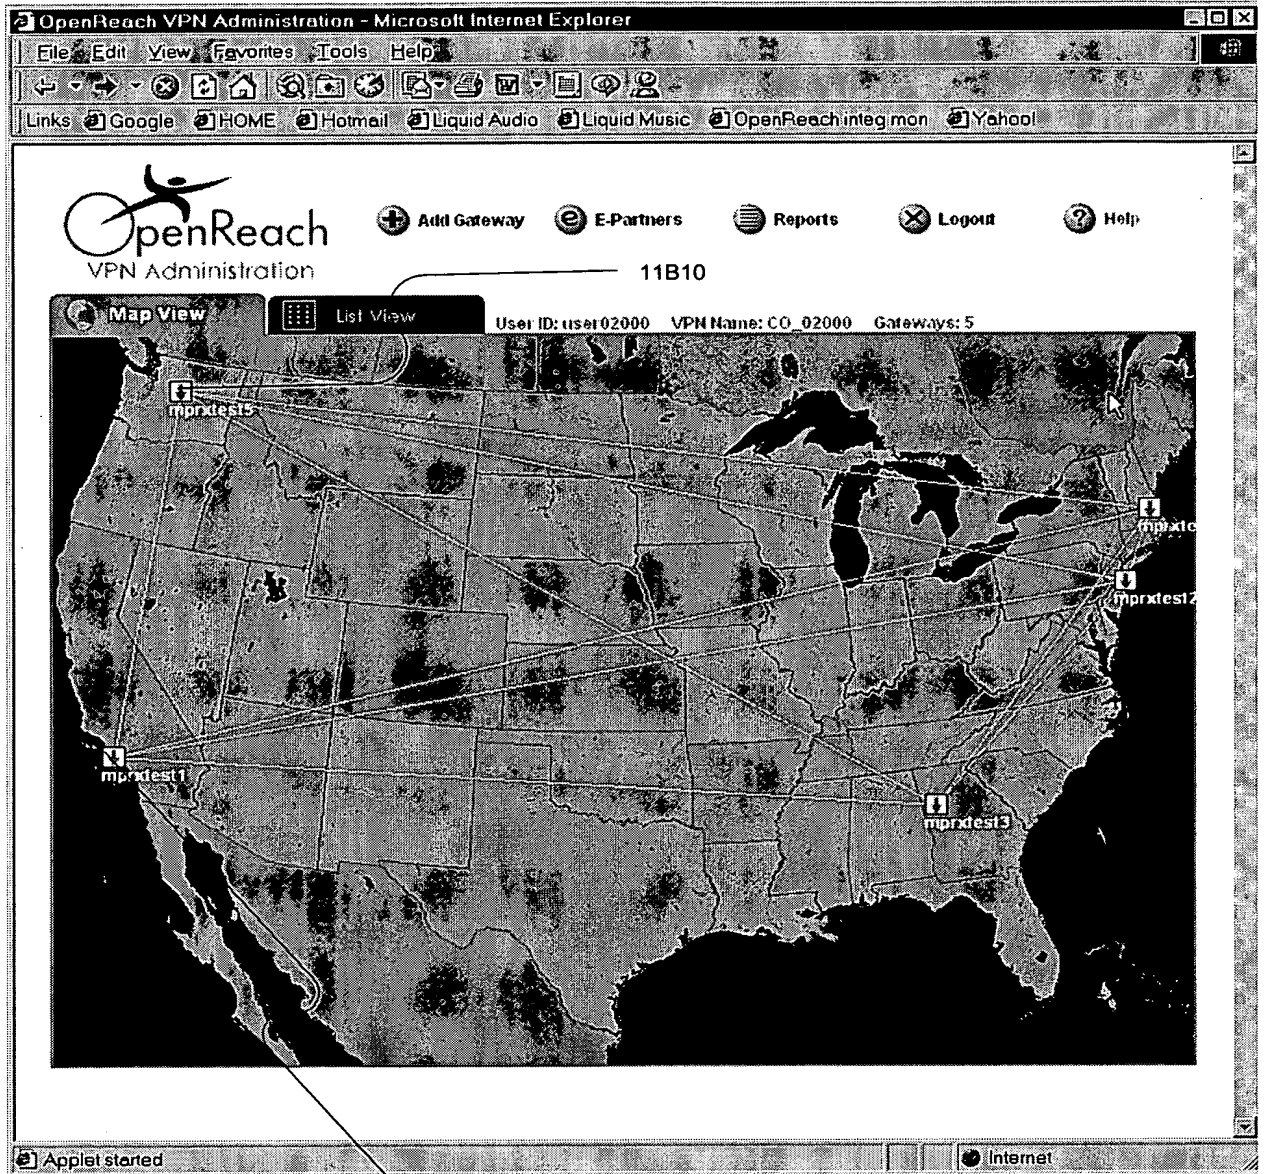 OpenReach VPN Administration - Microsoft Internet Explorer
File Edit View Favorites Tools Help
Links Google HOME Hotmail Liquid Audio Liquid Music OpenReach integ mon Yahoo!
OpenReach
VPN Administration
Add Gateway E-Partners Reports Logout Help
11B10
Map View List View User ID: user02000 VPN Name: CO_02000 Gateways: 5
mprxtest5
mprxte
mprxtest2
mprxtest1
mprxtest3
Applet started Internet